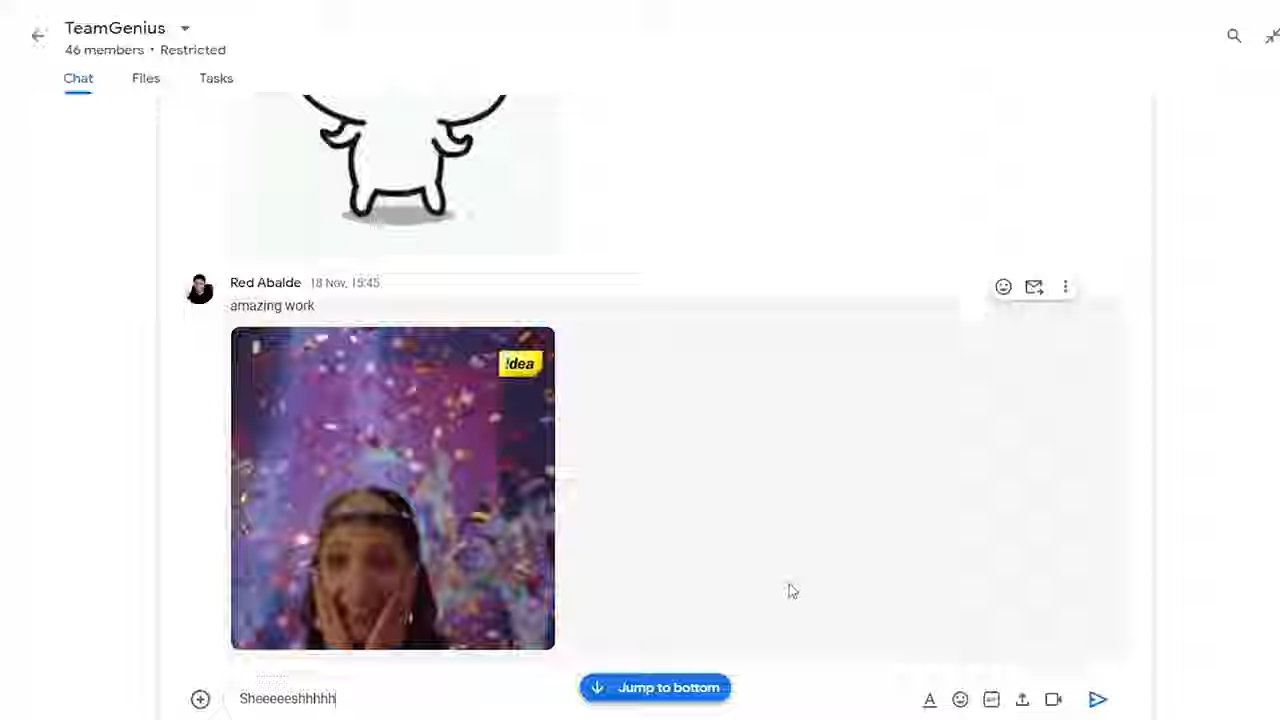 TeamGenius
46 members • Restricted
Chat Files Tasks
Red Abalde 18 Nov, 15:45
amazing work
!dea
Jump to bottom
Sheeeeeshhhhh